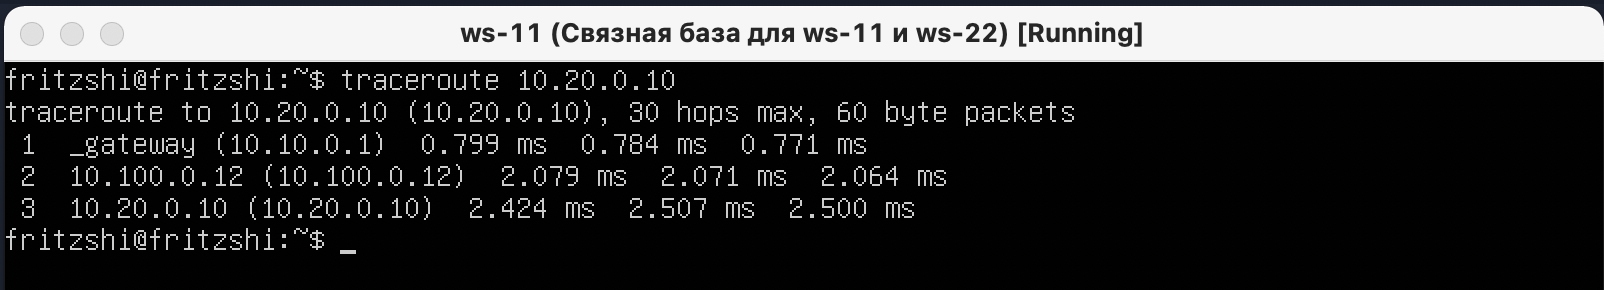 ws-11 (Связная база для ws-11 и ws-22) [Running]
fritzshi@fritzshi:~$ traceroute 10.20.0.10
traceroute to 10.20.0.10 (10.20.0.10), 30 hops max, 60 byte packets
 1  _gateway (10.10.0.1)  0.799 ms  0.784 ms  0.771 ms
 2  10.100.0.12 (10.100.0.12)  2.079 ms  2.071 ms  2.064 ms
 3  10.20.0.10 (10.20.0.10)  2.424 ms  2.507 ms  2.500 ms
fritzshi@fritzshi:~$ _